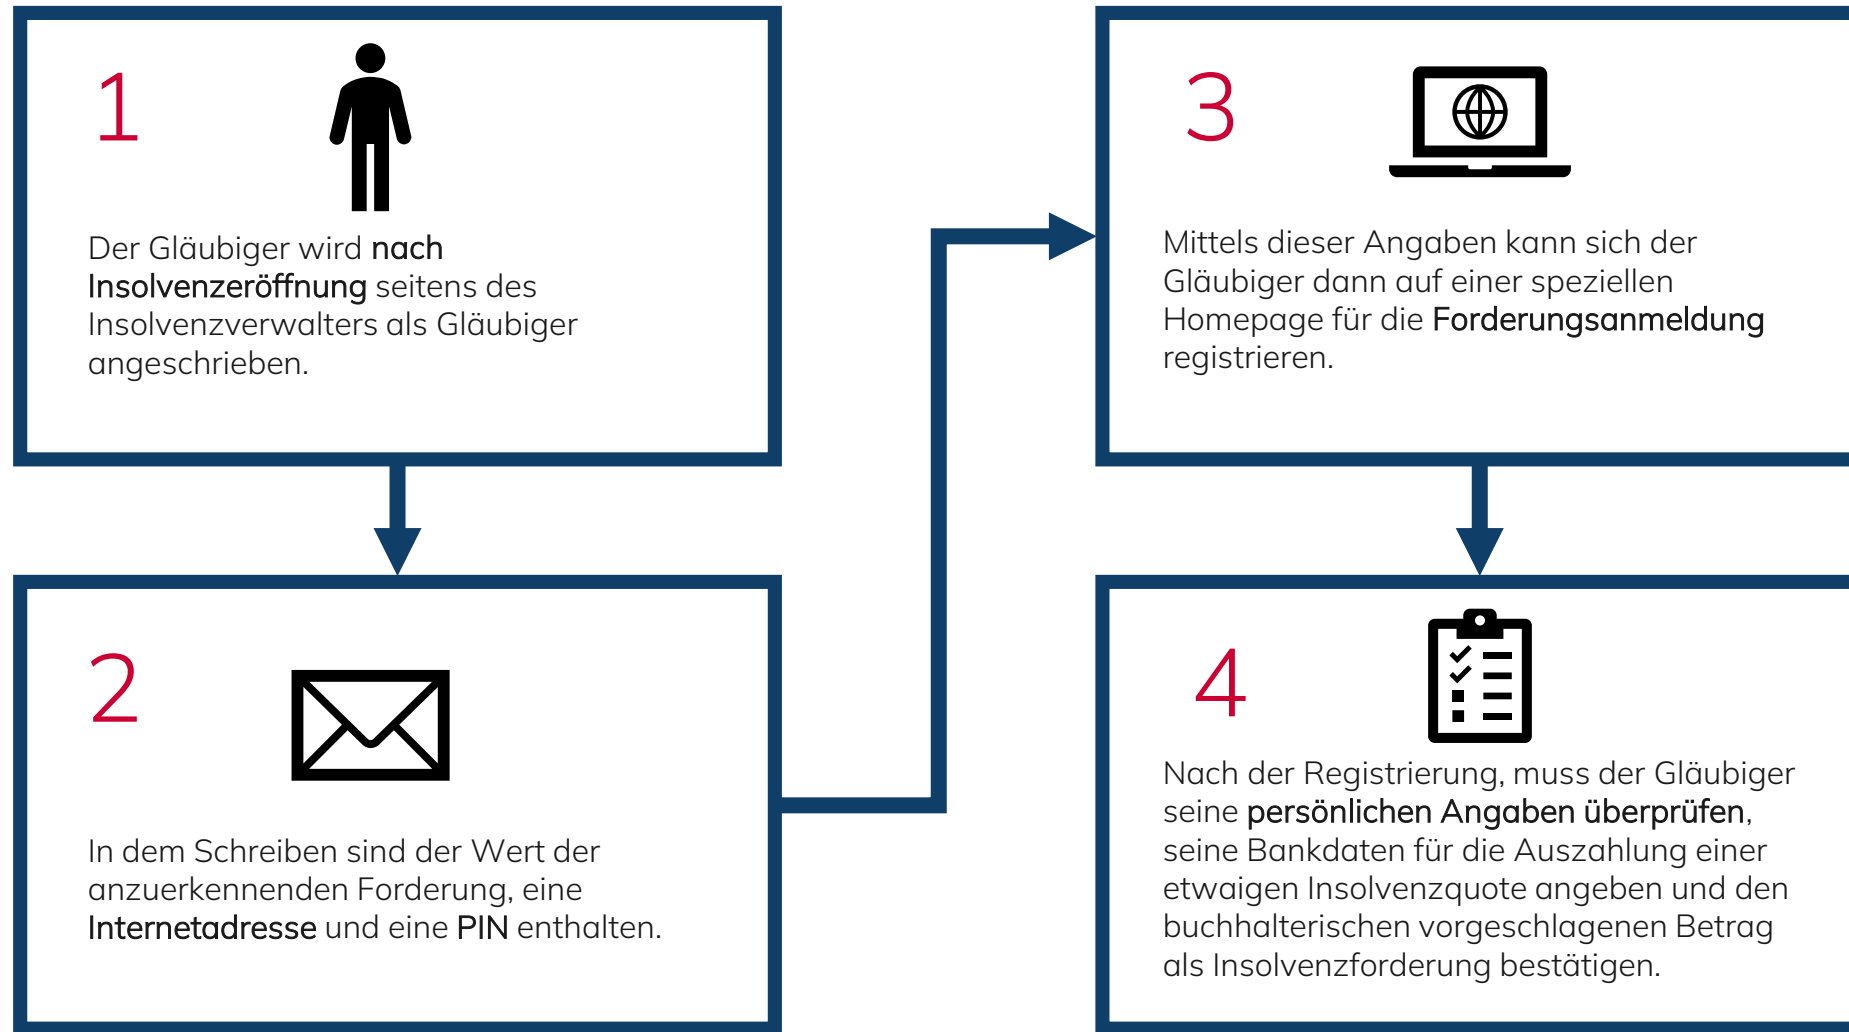 1
Der Gläubiger wird nach
Insolvenzeröffnung seitens des
Insolvenzverwalters als Gläubiger
angeschrieben.
2
In dem Schreiben sind der Wert der
anzuerkennenden Forderung, eine
Internetadresse und eine PIN enthalten.
3
Mittels dieser Angaben kann sich der
Gläubiger dann auf einer speziellen
Homepage für die Forderungsanmeldung
registrieren.
4
Nach der Registrierung, muss der Gläubiger
seine persönlichen Angaben überprüfen,
seine Bankdaten für die Auszahlung einer
etwaigen Insolvenzquote angeben und den
buchhalterischen vorgeschlagenen Betrag
als Insolvenzforderung bestätigen.